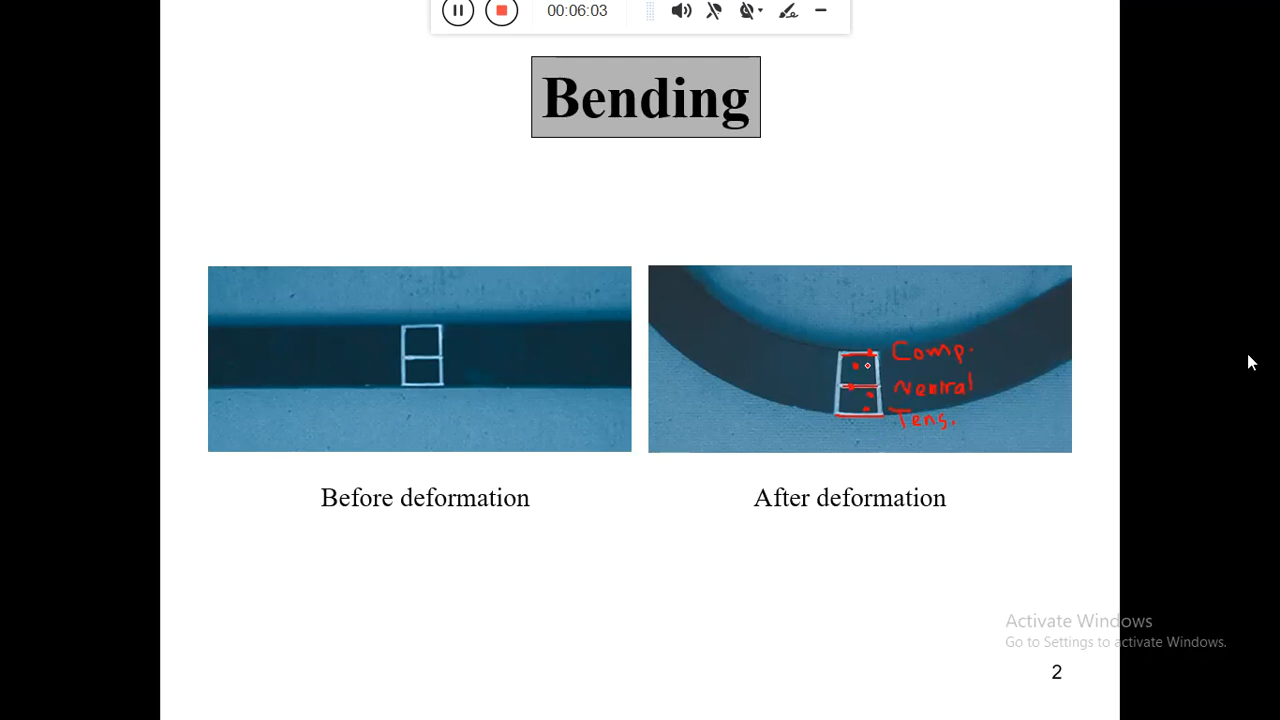 00:06:03
Bending
Comp.
Neutral
Tens.
Before deformation
After deformation
Activate Windows
Go to Settings to activate Windows.
2